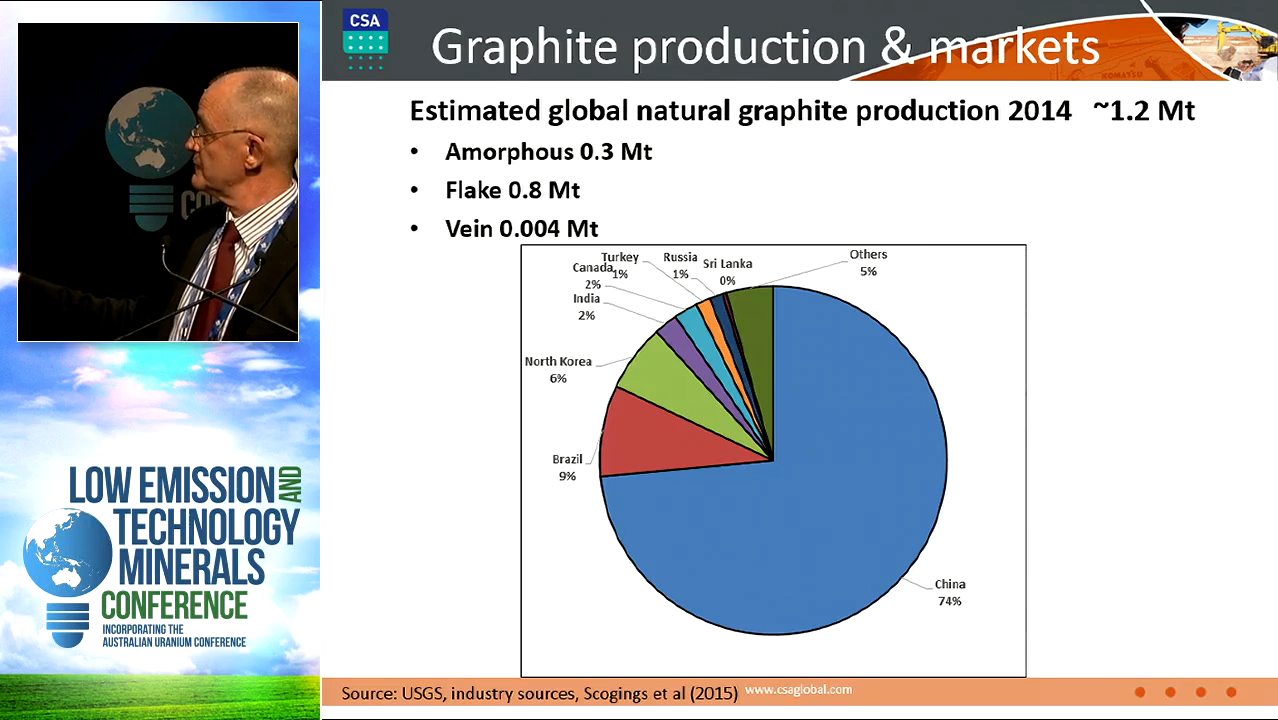 CSA
Graphite production & markets
KOMATSU
Estimated global natural graphite production 2014 ~1.2 Mt
• Amorphous 0.3 Mt
• Flake 0.8 Mt
• Vein 0.004 Mt
Turkey
1%
Russia
1%
Sri Lanka
0%
Others
5%
Canada
2%
India
2%
North Korea
6%
Brazil
9%
China
74%
LOW EMISSION AND
TECHNOLOGY
MINERALS
CONFERENCE
INCORPORATING THE
AUSTRALIAN URANIUM CONFERENCE
Source: USGS, industry sources, Scogings et al (2015) www.csaglobal.com